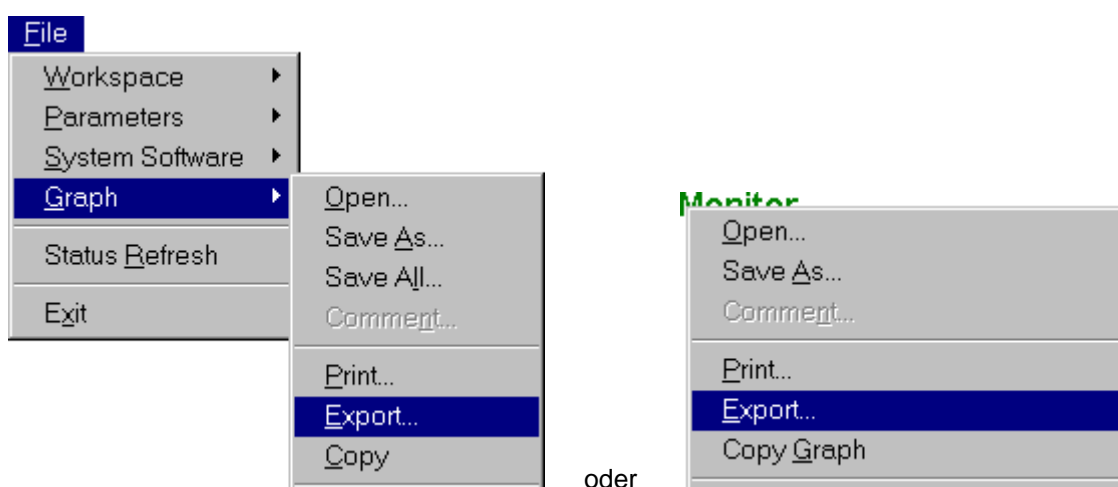 File
Workspace
Parameters
System Software
Graph
Status Refresh
Exit
Open...
Save As...
Save All...
Comment...
Print...
Export...
Copy
oder
Monitor
Open...
Save As...
Comment...
Print...
Export...
Copy Graph